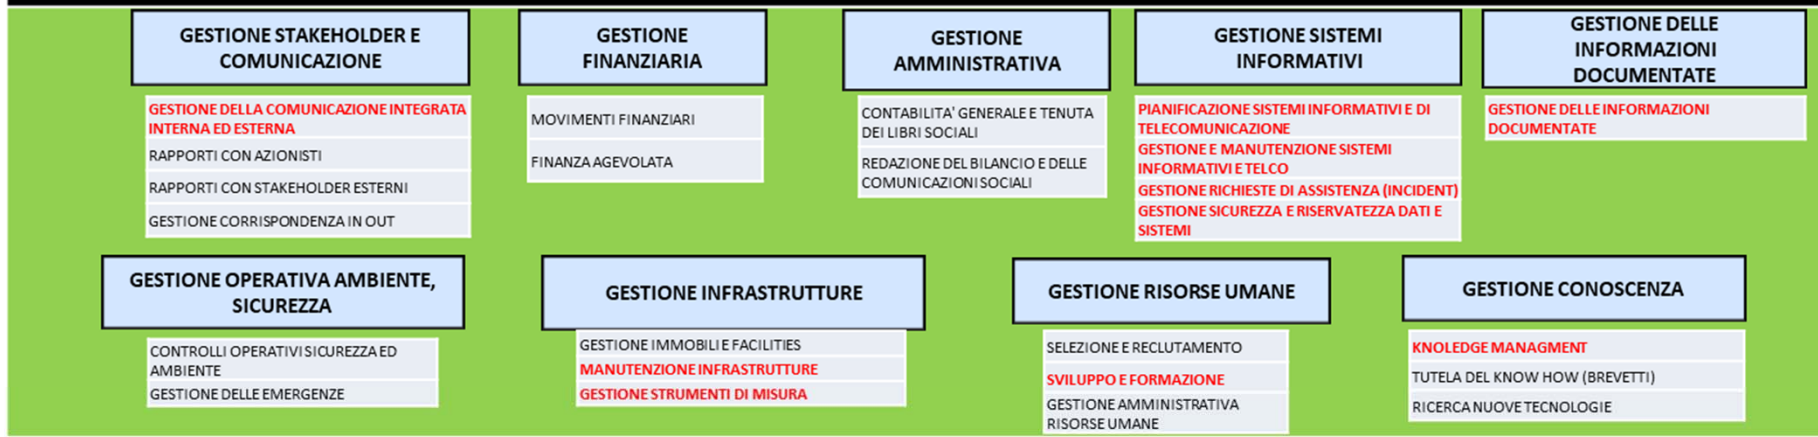 GESTIONE STAKEHOLDER E
COMUNICAZIONE
GESTIONE DELLA COMUNICAZIONE INTEGRATA
INTERNA ED ESTERNA
RAPPORTI CON AZIONISTI
RAPPORTI CON STAKEHOLDER ESTERNI
GESTIONE CORRISPONDENZA IN OUT
GESTIONE
FINANZIARIA
MOVIMENTI FINANZIARI
FINANZA AGEVOLATA
GESTIONE
AMMINISTRATIVA
CONTABILITA' GENERALE E TENUTA
DEI LIBRI SOCIALI
REDAZIONE DEL BILANCIO E DELLE
COMUNICAZIONI SOCIALI
GESTIONE SISTEMI
INFORMATIVI
PIANIFICAZIONE SISTEMI INFORMATIVI E DI
TELECOMUNICAZIONE
GESTIONE E MANUTENZIONE SISTEMI
INFORMATIVI E TELCO
GESTIONE RICHIESTE DI ASSISTENZA (INCIDENT)
GESTIONE SICUREZZA E RISERVATEZZA DATI E
SISTEMI
GESTIONE DELLE
INFORMAZIONI
DOCUMENTATE
GESTIONE DELLE INFORMAZIONI
DOCUMENTATE
GESTIONE OPERATIVA AMBIENTE,
SICUREZZA
CONTROLLI OPERATIVI SICUREZZA ED
AMBIENTE
GESTIONE DELLE EMERGENZE
GESTIONE INFRASTRUTTURE
GESTIONE IMMOBILI E FACILITIES
MANUTENZIONE INFRASTRUTTURE
GESTIONE STRUMENTI DI MISURA
GESTIONE RISORSE UMANE
SELEZIONE E RECLUTAMENTO
SVILUPPO E FORMAZIONE
GESTIONE AMMINISTRATIVA
RISORSE UMANE
GESTIONE CONOSCENZA
KNOLEDGE MANAGMENT
TUTELA DEL KNOW HOW (BREVETTI)
RICERCA NUOVE TECNOLOGIE